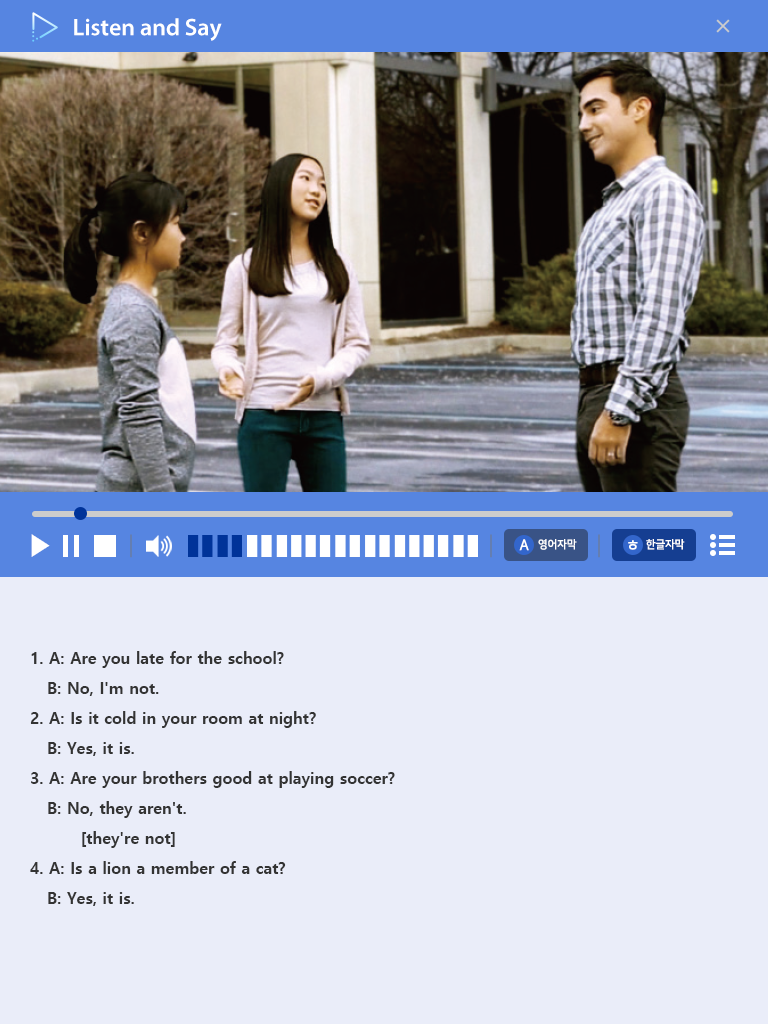 Listen and Say
A 영어자막 ㅎ 한글자막
1. A: Are you late for the school?
B: No, I'm not.
2. A: Is it cold in your room at night?
B: Yes, it is.
3. A: Are your brothers good at playing soccer?
B: No, they aren't.
[they're not]
4. A: Is a lion a member of a cat?
B: Yes, it is.